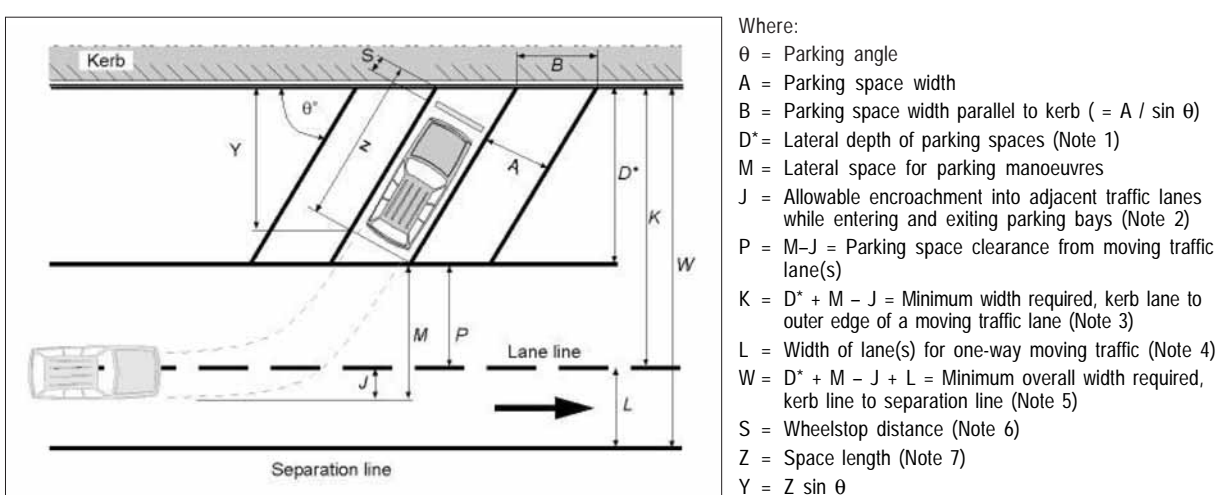 Kerb
S
B
θ°
Y
Z
A
D*
K
W
M
P
Lane line
J
L
Separation line
Where:
θ = Parking angle
A = Parking space width
B = Parking space width parallel to kerb ( = A / sin θ)
D* = Lateral depth of parking spaces (Note 1)
M = Lateral space for parking manoeuvres
J = Allowable encroachment into adjacent traffic lanes
while entering and exiting parking bays (Note 2)
P = M–J = Parking space clearance from moving traffic
lane(s)
K = D* + M – J = Minimum width required, kerb lane to
outer edge of a moving traffic lane (Note 3)
L = Width of lane(s) for one-way moving traffic (Note 4)
W = D* + M – J + L = Minimum overall width required,
kerb line to separation line (Note 5)
S = Wheelstop distance (Note 6)
Z = Space length (Note 7)
Y = Z sin θ